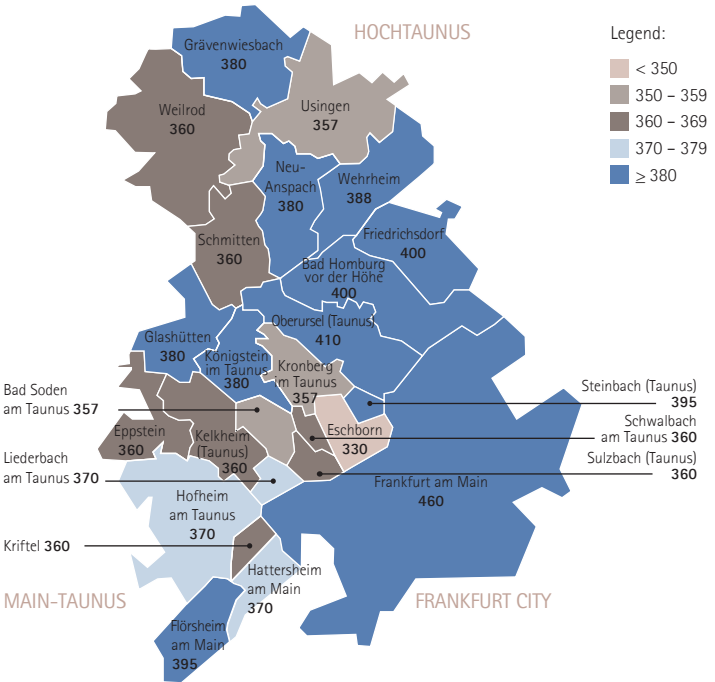 HOCHTAUNUS
Legend:
< 350
350 – 359
360 – 369
370 – 379
≥ 380
Grävenwiesbach
380
Weilrod
360
Usingen
357
Neu-
Anspach
380
Wehrheim
388
Schmitten
360
Friedrichsdorf
400
Bad Homburg
vor der Höhe
400
Oberursel (Taunus)
410
Glashütten
380
Königstein
im Taunus
380
Kronberg
im Taunus
357
Bad Soden
am Taunus 357
Steinbach (Taunus)
395
Schwalbach
am Taunus 360
Eppstein
360
Kelkheim
(Taunus)
360
Eschborn
330
Liederbach
am Taunus 370
Sulzbach (Taunus)
360
Frankfurt am Main
460
Hofheim
am Taunus
370
Kriftel 360
Hattersheim
am Main
370
MAIN-TAUNUS
FRANKFURT CITY
Flörsheim
am Main
395